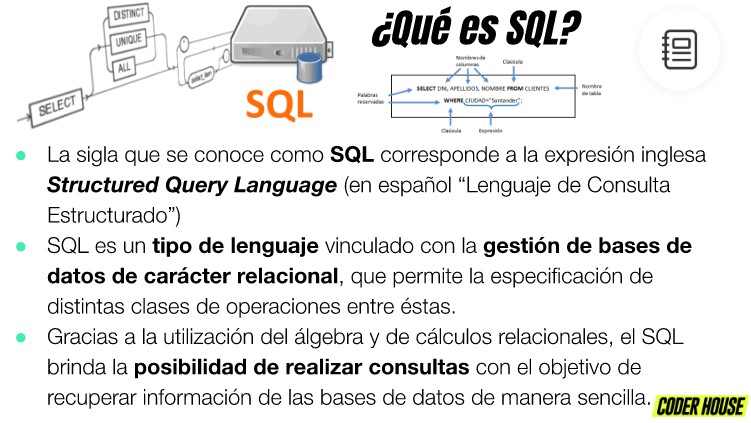 ¿Qué es SQL?
DISTINCT
UNIQUE
ALL
SELECT
select_item
SQL
Nombres de
columnas
Clausula
SELECT DNI, APELLIDOS, NOMBRE FROM CLIENTES
WHERE CIUDAD="Santander";
Palabras
reservadas
Nombre
de tabla
Clausula
Expresión
La sigla que se conoce como SQL corresponde a la expresión inglesa
Structured Query Language (en español “Lenguaje de Consulta
Estructurado”)
SQL es un tipo de lenguaje vinculado con la gestión de bases de
datos de carácter relacional, que permite la especificación de
distintas clases de operaciones entre éstas.
Gracias a la utilización del álgebra y de cálculos relacionales, el SQL
brinda la posibilidad de realizar consultas con el objetivo de
recuperar información de las bases de datos de manera sencilla.
CODER HOUSE